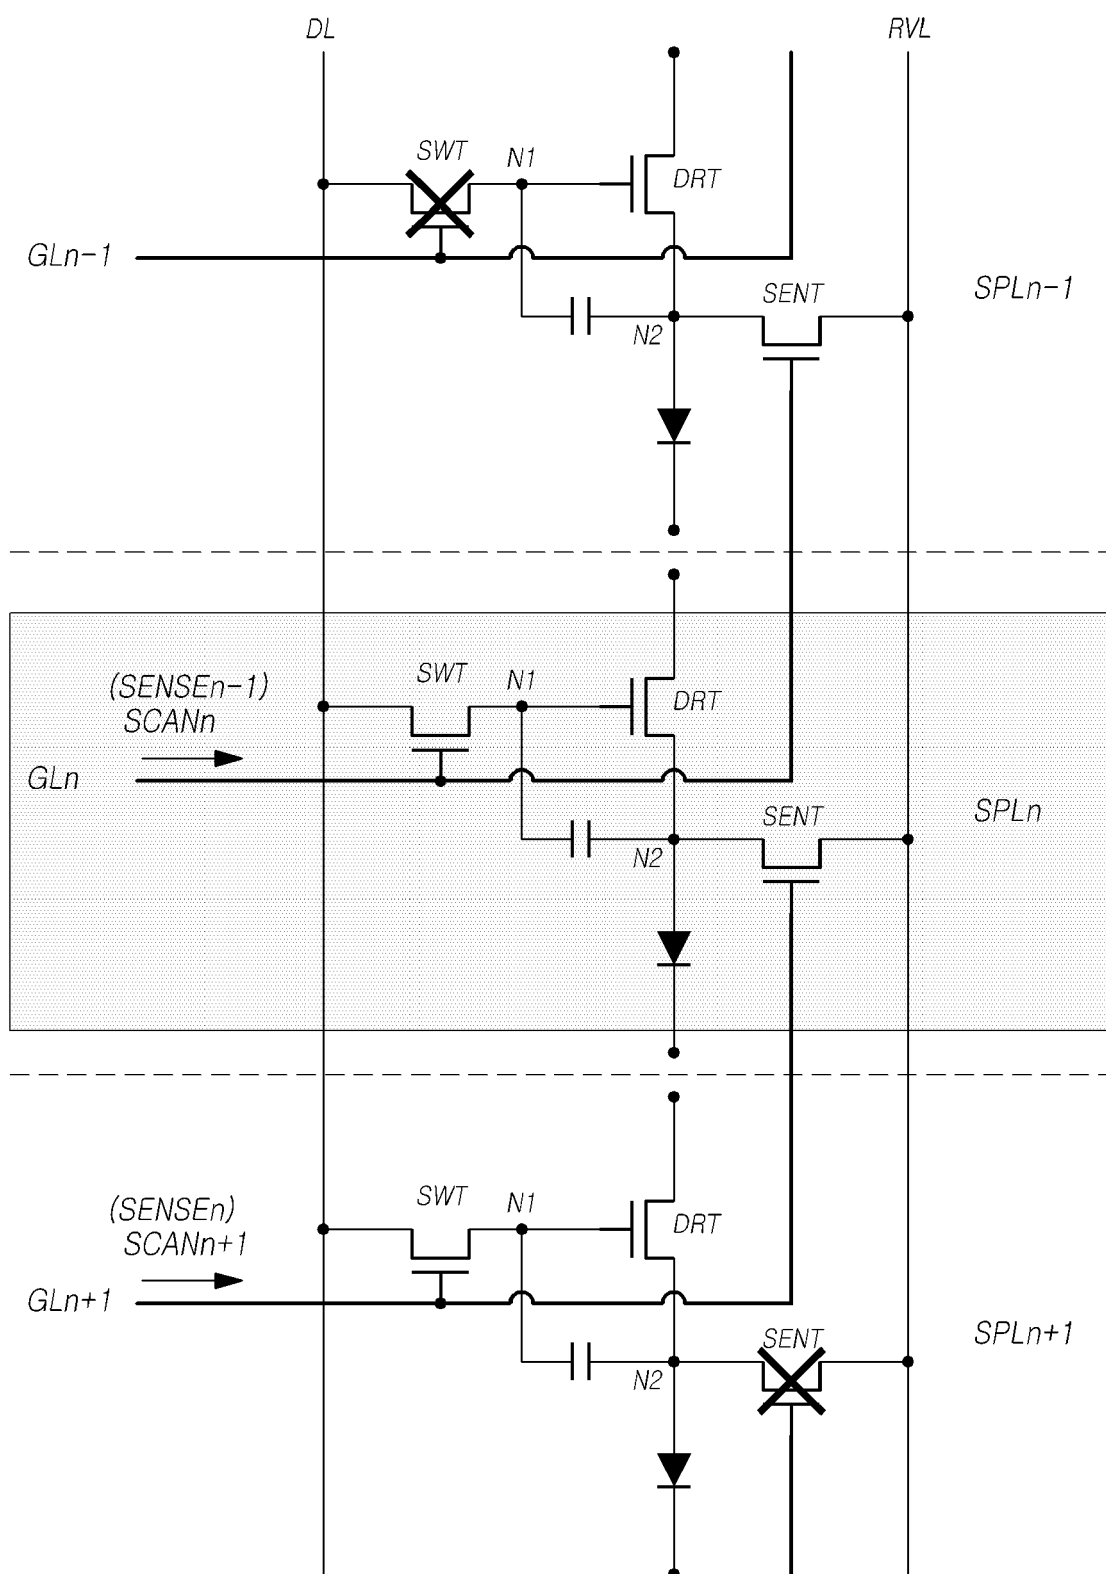 DL
RVL
SWT
N1
DRT
GLn-1
SENT
SPLn-1
N2
(SENSEn-1)
SCANn
SWT
N1
DRT
GLn
SENT
SPLn
N2
(SENSEn)
SCANn+1
SWT
N1
DRT
GLn+1
SENT
SPLn+1
N2